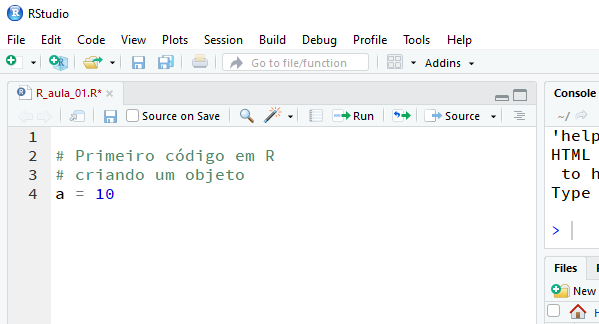 RStudio
File Edit Code View Plots Session Build Debug Profile Tools Help
Go to file/function Addins
R_aula_01.R*
Source on Save Run Source
1
2 # Primeiro código em R
3 # criando um objeto
4 a = 10
Console
~/
'help
HTML
to h
Type
>
Files
New